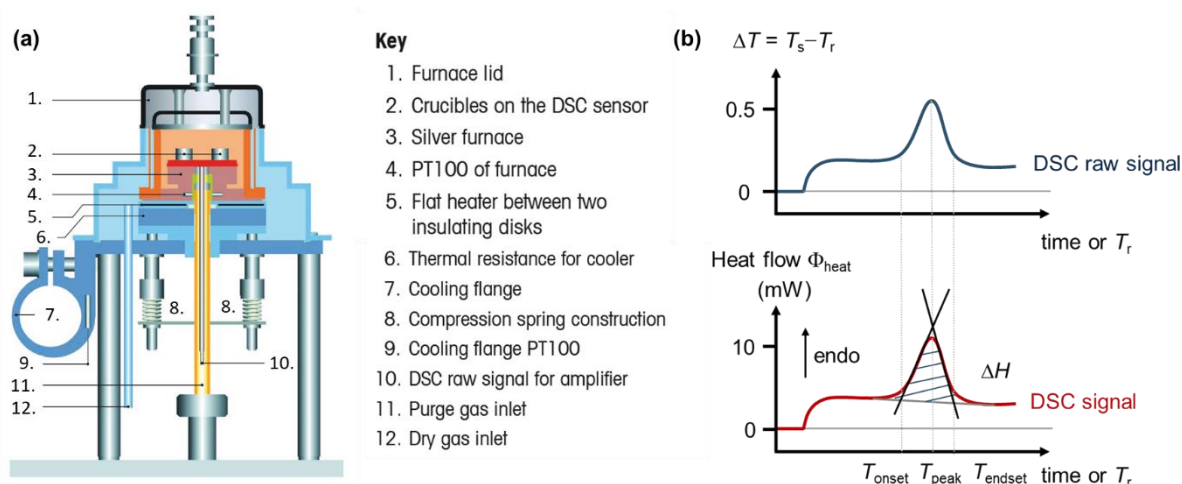 (a)
1.
2.
3.
4.
5.
6.
7.
8.
8.
9.
10.
11.
12.
Key
1. Furnace lid
2. Crucibles on the DSC sensor
3. Silver furnace
4. PT100 of furnace
5. Flat heater between two
insulating disks
6. Thermal resistance for cooler
7. Cooling flange
8. Compression spring construction
9. Cooling flange PT100
10. DSC raw signal for amplifier
11. Purge gas inlet
12. Dry gas inlet
(b)
ΔT = Ts–Tr
0.5
DSC raw signal
0
time or Tr
Heat flow Φheat
(mW)
10
endo
ΔH
DSC signal
0
Tonset Tpeak Tendset time or Tr